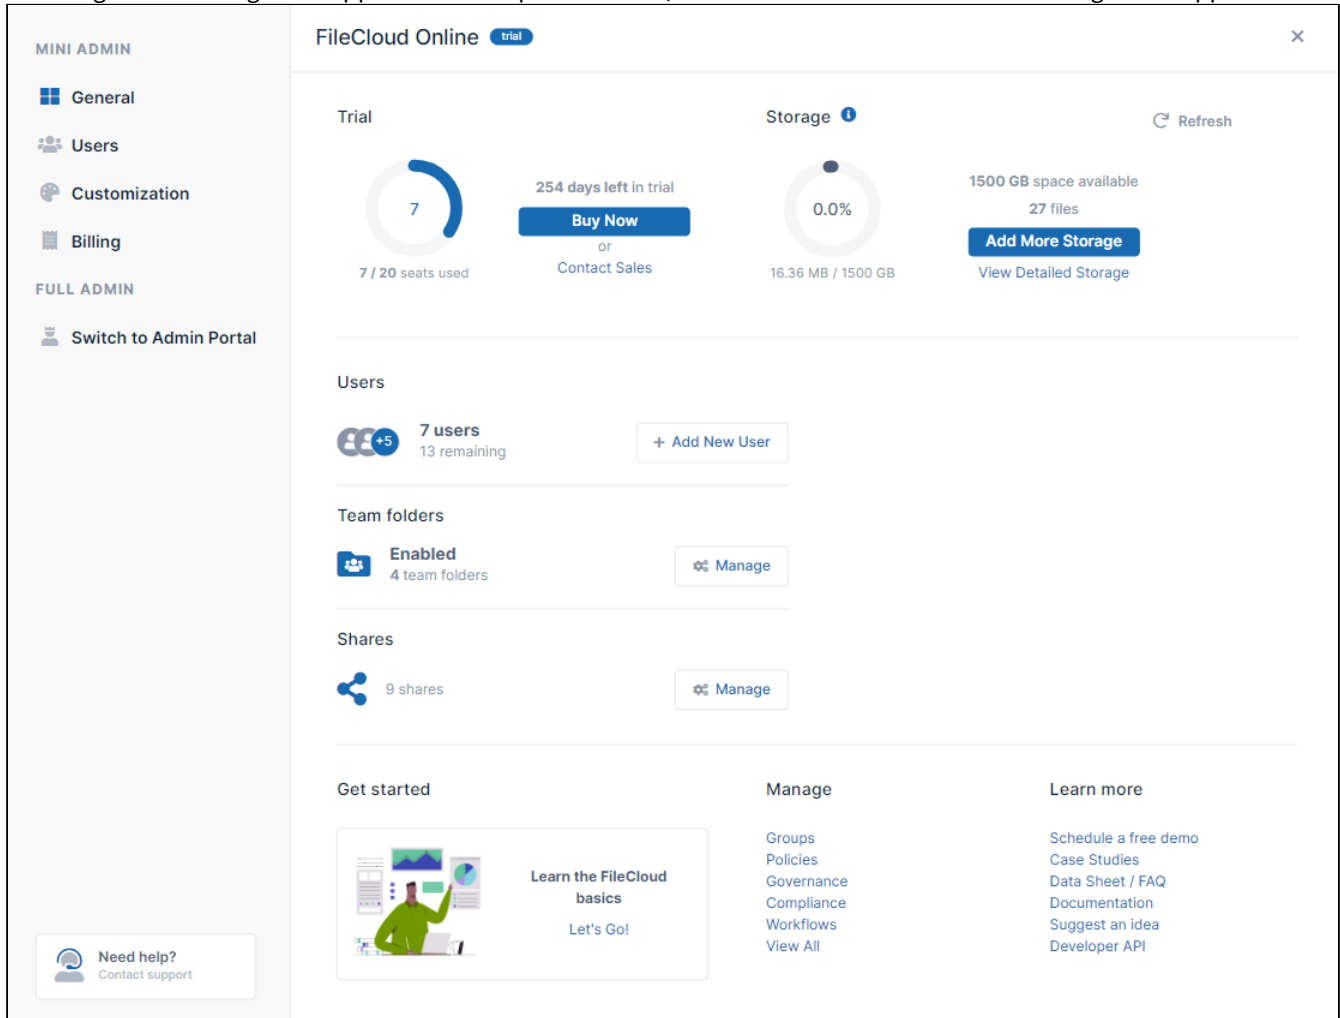 MINI ADMIN
General
Users
Customization
Billing
FULL ADMIN
Switch to Admin Portal
Need help?
Contact support
FileCloud Online trial
Trial
7
7 / 20 seats used
254 days left in trial
Buy Now
or
Contact Sales
Storage
Refresh
0.0%
16.36 MB / 1500 GB
1500 GB space available
27 files
Add More Storage
View Detailed Storage
Users
+5
7 users
13 remaining
+ Add New User
Team folders
Enabled
4 team folders
Manage
Shares
9 shares
Manage
Get started
Learn the FileCloud
basics
Let's Go!
Manage
Groups
Policies
Governance
Compliance
Workflows
View All
Learn more
Schedule a free demo
Case Studies
Data Sheet / FAQ
Documentation
Suggest an idea
Developer API